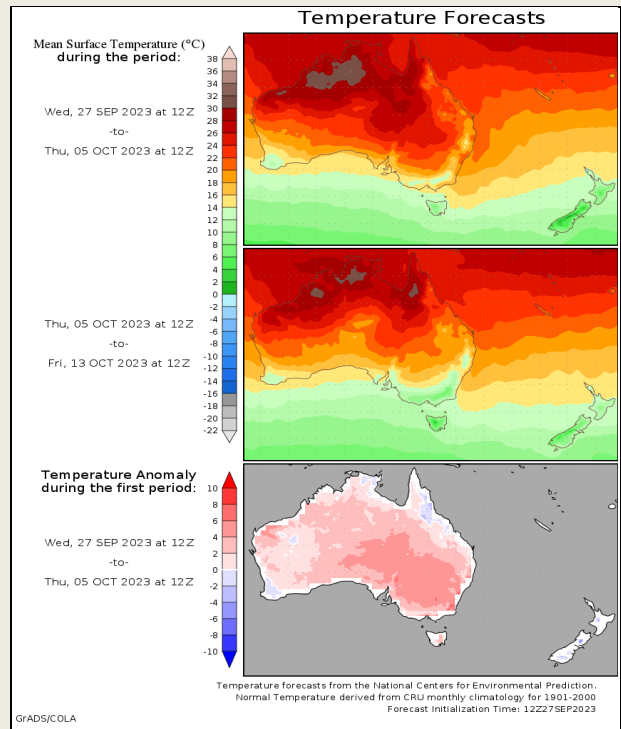 Temperature Forecasts
Mean Surface Temperature (°C)
during the period:
Wed, 27 SEP 2023 at 12Z
-to-
Thu, 05 OCT 2023 at 12Z
38
36
34
32
30
28
26
24
22
20
18
16
14
12
10
8
6
4
2
0
-2
-4
-6
-8
-10
-12
-14
-16
-18
-20
-22
Thu, 05 OCT 2023 at 12Z
-to-
Fri, 13 OCT 2023 at 12Z
Temperature Anomaly
during the first period:
Wed, 27 SEP 2023 at 12Z
-to-
Thu, 05 OCT 2023 at 12Z
10
8
6
4
2
0
-2
-4
-6
-8
-10
Temperature forecasts from the National Centers for Environmental Prediction.
Normal Temperature derived from CRU monthly climatology for 1901-2000
Forecast Initialization Time: 12Z27SEP2023
GrADS/COLA